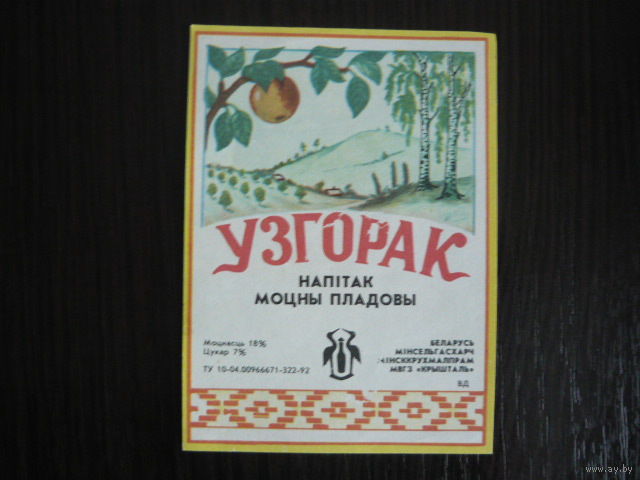 УЗГОРАК
НАПІТАК
МОЦНЫ ПЛАДОВЫ
Моцнасць 18%
Цукар 7%
ТУ 10-04.00966671-322-92
БЕЛАРУСЬ
МІНСЕЛЬГАСХАРЧ
МІНСККРУХМАЛПРАМ
МВГЗ «КРЫШТАЛЬ»
ВД
www.ay.by